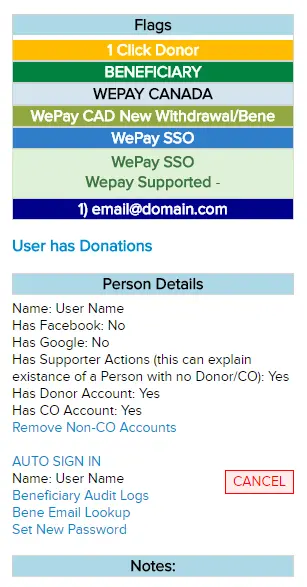 Flags
1 Click Donor
BENEFICIARY
WEPAY CANADA
WePay CAD New Withdrawal/Bene
WePay SSO
WePay SSO
Wepay Supported -
1) email@domain.com
User has Donations
Person Details
Name: User Name
Has Facebook: No
Has Google: No
Has Supporter Actions (this can explain
existance of a Person with no Donor/CO): Yes
Has Donor Account: Yes
Has CO Account: Yes
Remove Non-CO Accounts
AUTO SIGN IN
Name: User Name
CANCEL
Beneficiary Audit Logs
Bene Email Lookup
Set New Password
Notes: